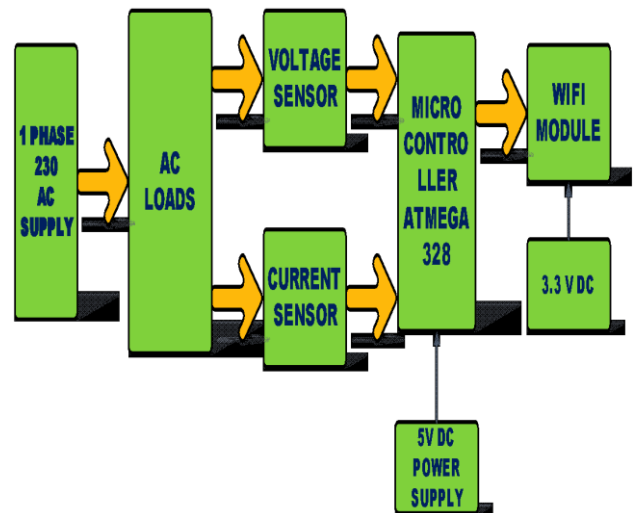 1 PHASE
230
AC
SUPPLY
AC
LOADS
VOLTAGE
SENSOR
CURRENT
SENSOR
MICRO
CONTRO
LLER
ATMEGA
328
WIFI
MODULE
3.3 V DC
5V DC
POWER
SUPPLY